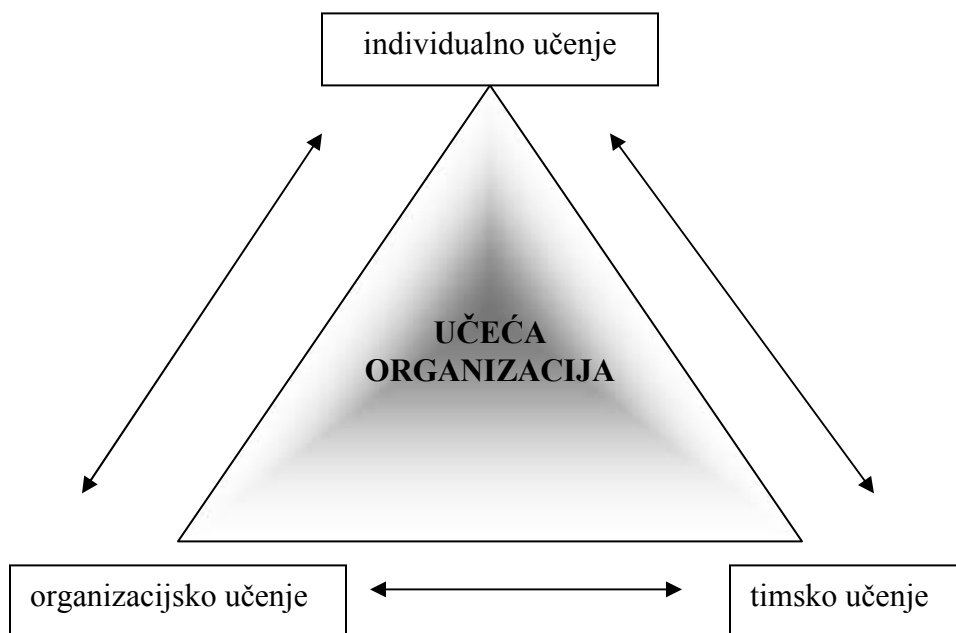 individualno učenje
UČEĆA
ORGANIZACIJA
organizacijsko učenje
timsko učenje